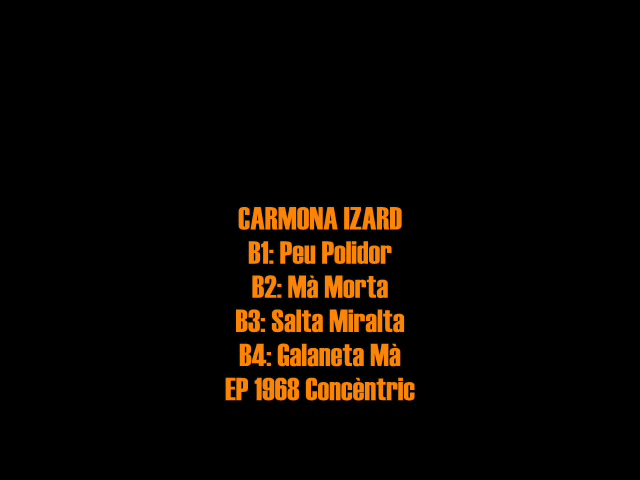 CARMONA IZARD
B1: Peu Polidor
B2: Mà Morta
B3: Salta Miralta
B4: Galaneta Mà
EP 1968 Concèntric